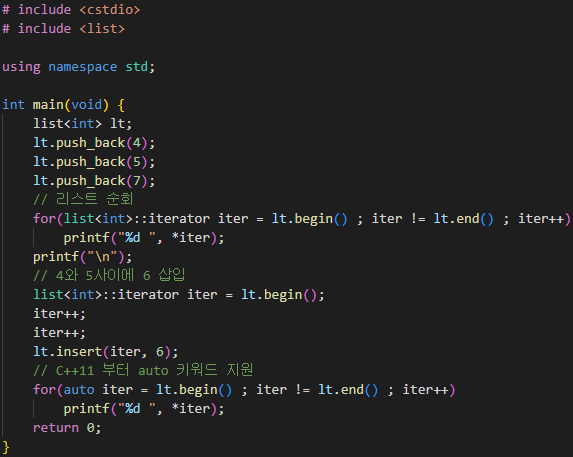 # include <cstdio>
# include <list>
using namespace std;
int main(void) {
    list<int> lt;
    lt.push_back(4);
    lt.push_back(5);
    lt.push_back(7);
    // 리스트 순회
    for(list<int>::iterator iter = lt.begin() ; iter != lt.end() ; iter++)
        printf("%d ", *iter);
    printf("\n");
    // 4와 5사이에 6 삽입
    list<int>::iterator iter = lt.begin();
    iter++;
    iter++;
    lt.insert(iter, 6);
    // C++11 부터 auto 키워드 지원
    for(auto iter = lt.begin() ; iter != lt.end() ; iter++)
        printf("%d ", *iter);
    return 0;
}